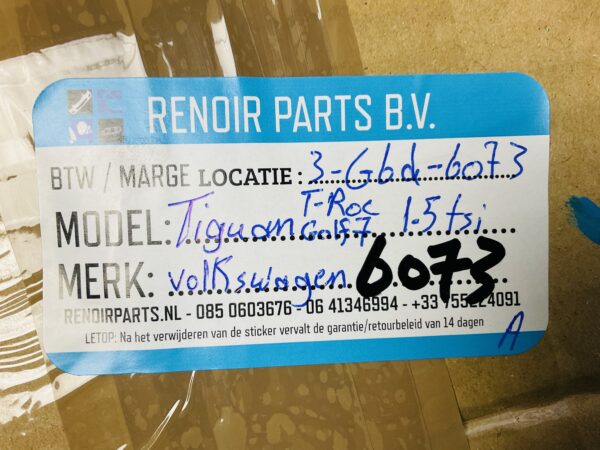 RENOIR PARTS B.V.
BTW / MARGE LOCATIE : 3-Gbd-6073
MODEL: Tiguan T-Roc Golf7 1.5 tsi
MERK: volkswagen 6073
RENOIRPARTS.NL - 085 0603676 - 06 41346994 - +33 755224091
LETOP: Na het verwijderen van de sticker vervalt de garantie/retourbeleid van 14 dagen
A